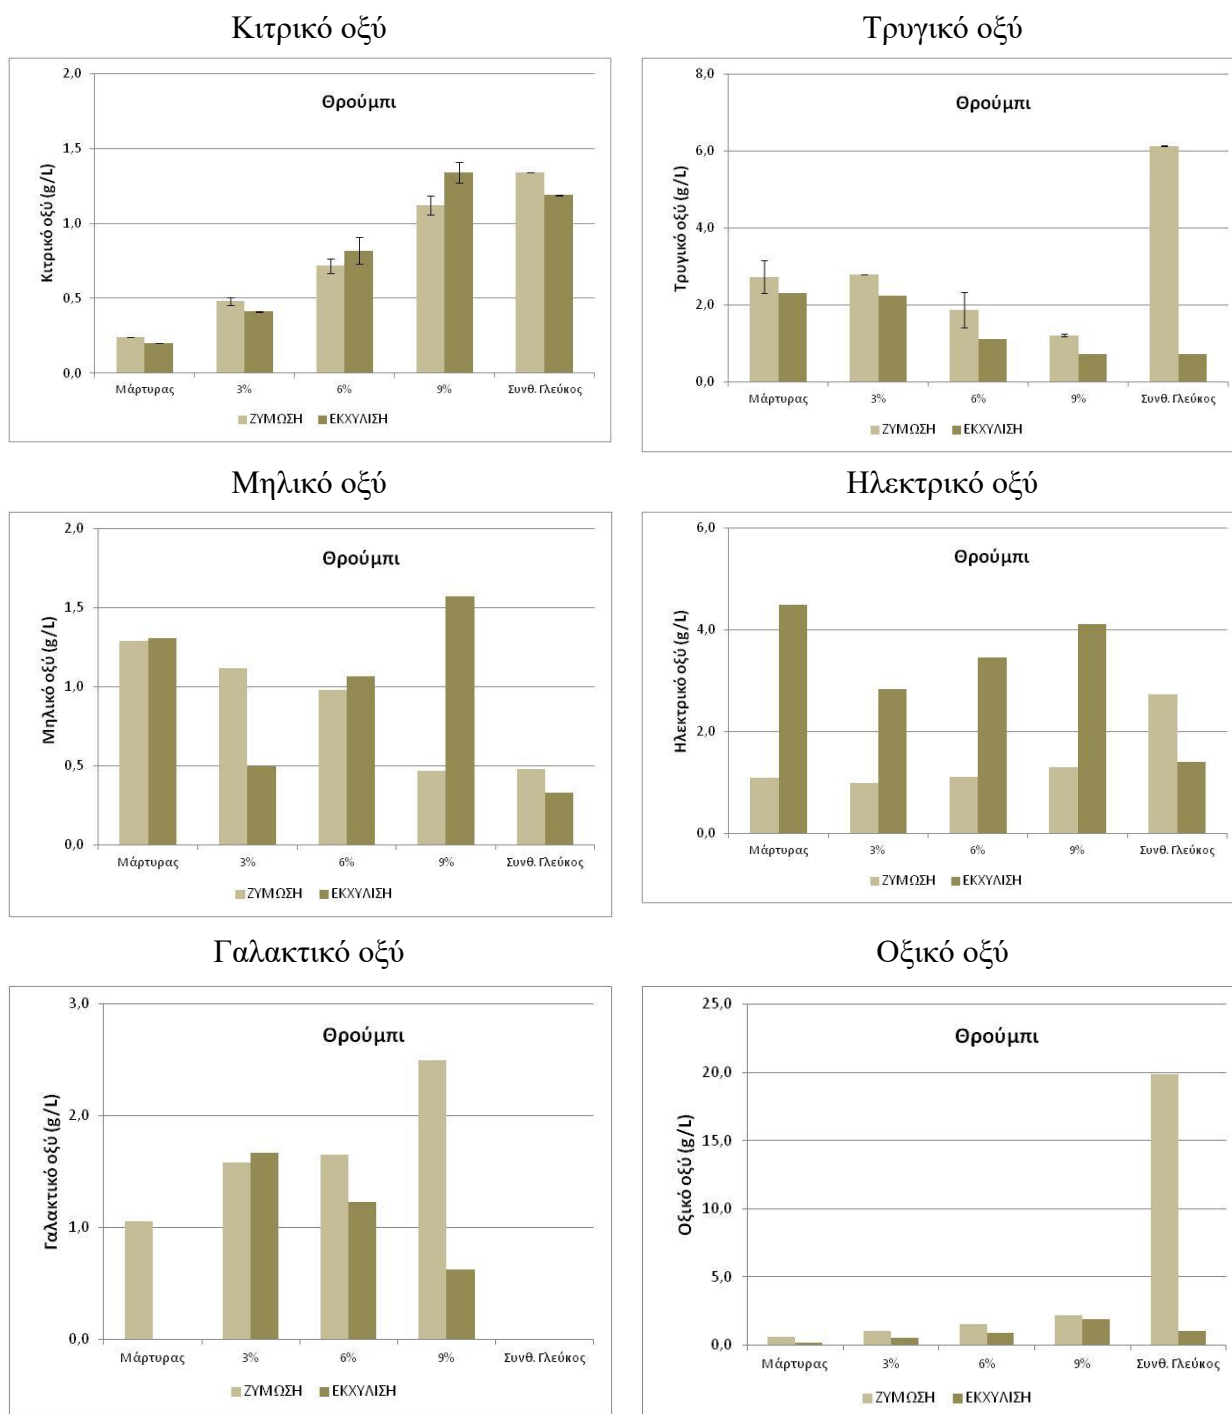 Κιτρικό οξύ
2,0
1,5
1,0
0,5
0,0
Κιτρικό οξύ (g/L)
Θρούμπι
Μάρτυρας 3% 6% 9% Συνθ. Γλεύκος
ΖΥΜΩΣΗ ΕΚΧΥΛΙΣΗ
Τρυγικό οξύ
8,0
6,0
4,0
2,0
0,0
Τρυγικό οξύ (g/L)
Θρούμπι
Μάρτυρας 3% 6% 9% Συνθ. Γλεύκος
ΖΥΜΩΣΗ ΕΚΧΥΛΙΣΗ
Μηλικό οξύ
2,0
1,5
1,0
0,5
0,0
Μηλικό οξύ (g/L)
Θρούμπι
Μάρτυρας 3% 6% 9% Συνθ. Γλεύκος
ΖΥΜΩΣΗ ΕΚΧΥΛΙΣΗ
Ηλεκτρικό οξύ
6,0
4,0
2,0
0,0
Ηλεκτρικό οξύ (g/L)
Θρούμπι
Μάρτυρας 3% 6% 9% Συνθ. Γλεύκος
ΖΥΜΩΣΗ ΕΚΧΥΛΙΣΗ
Γαλακτικό οξύ
3,0
2,0
1,0
0,0
Γαλακτικό οξύ (g/L)
Θρούμπι
Μάρτυρας 3% 6% 9% Συνθ. Γλεύκος
ΖΥΜΩΣΗ ΕΚΧΥΛΙΣΗ
Οξικό οξύ
25,0
20,0
15,0
10,0
5,0
0,0
Οξικό οξύ (g/L)
Θρούμπι
Μάρτυρας 3% 6% 9% Συνθ. Γλεύκος
ΖΥΜΩΣΗ ΕΚΧΥΛΙΣΗ